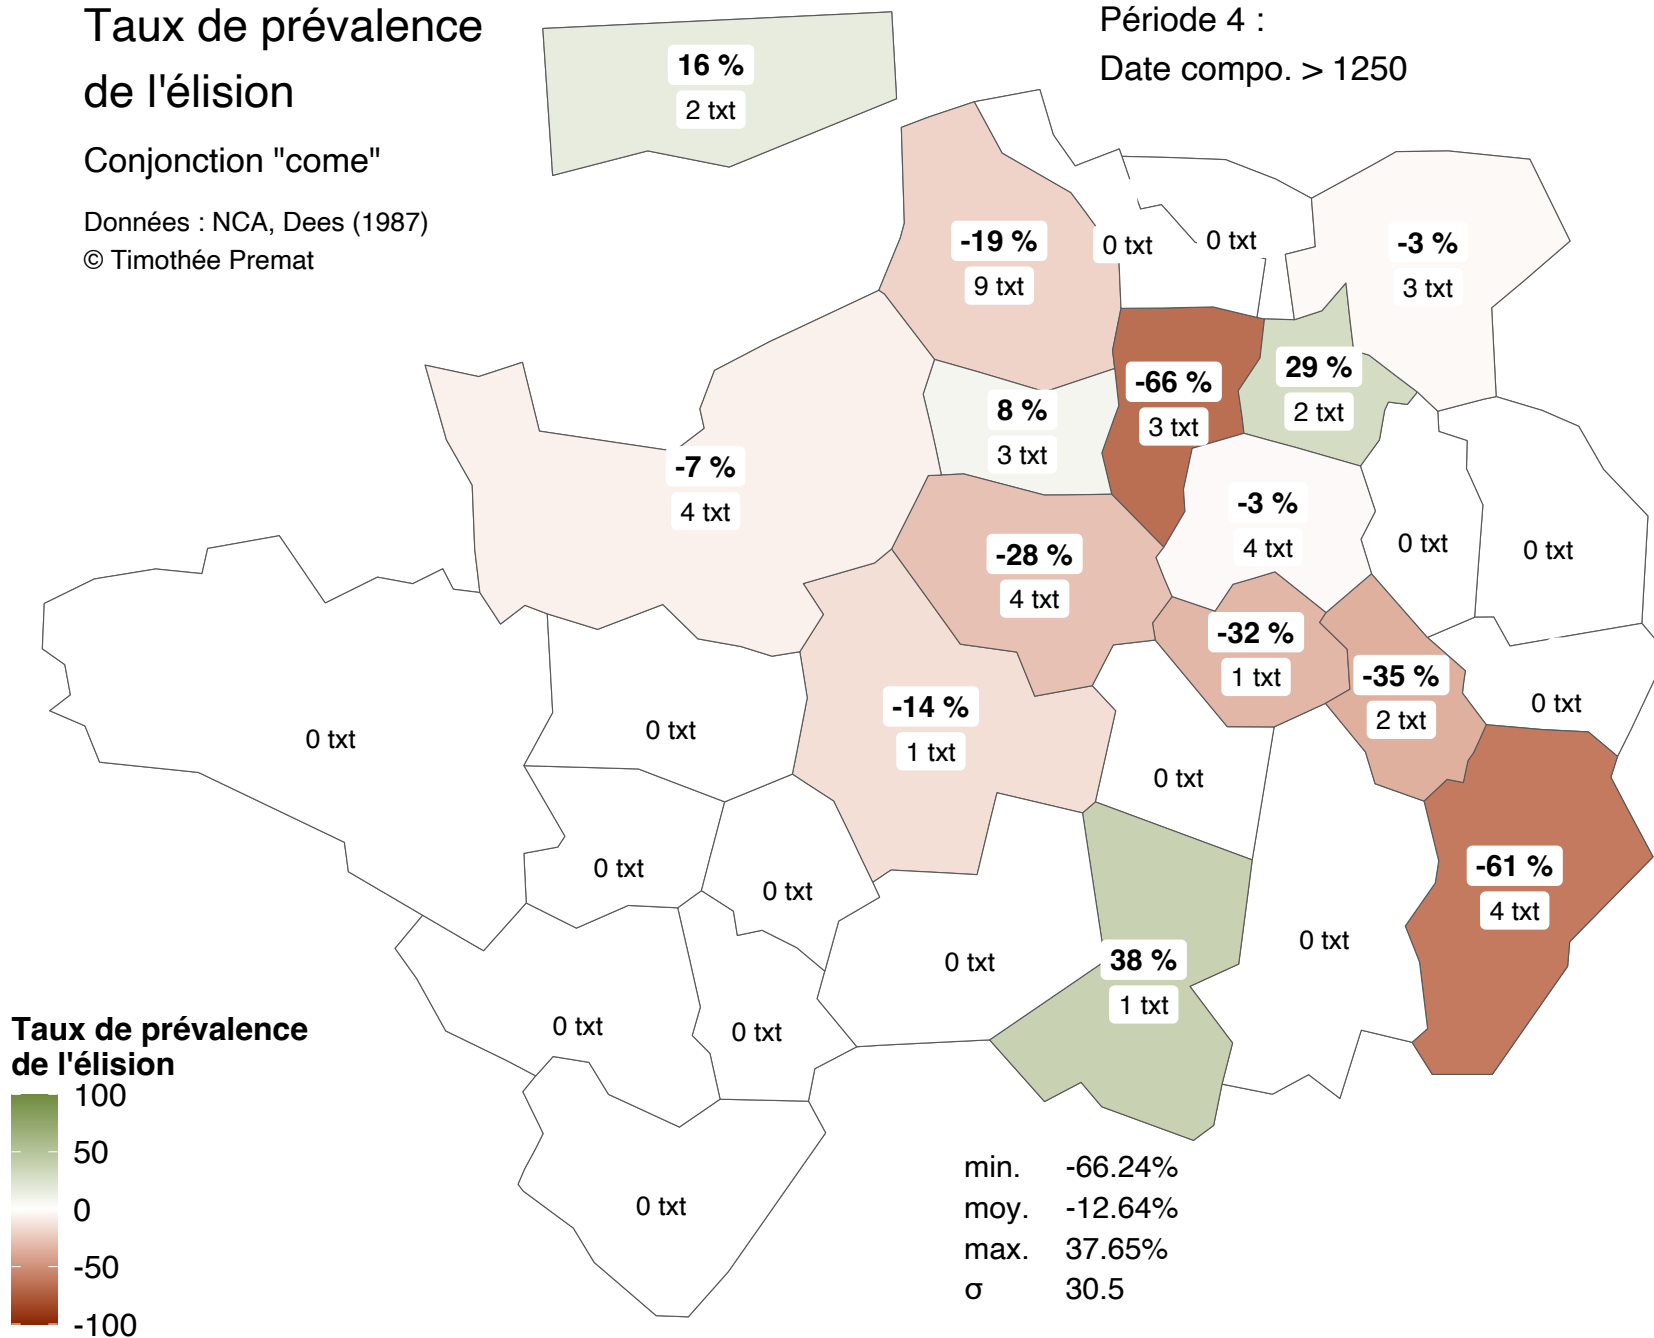 Taux de prévalence
de l'élision
Conjonction "come"
Données : NCA, Dees (1987)
© Timothée Premat
Période 4 :
Date compo. > 1250
16 %
2 txt
-19 %
9 txt
0 txt
0 txt
-3 %
3 txt
-66 %
3 txt
29 %
2 txt
8 %
3 txt
-7 %
4 txt
-3 %
4 txt
0 txt
0 txt
-28 %
4 txt
-32 %
1 txt
-35 %
2 txt
0 txt
-14 %
1 txt
0 txt
0 txt
0 txt
0 txt
0 txt
-61 %
4 txt
0 txt
0 txt
38 %
1 txt
0 txt
0 txt
0 txt
Taux de prévalence
de l'élision
100
50
0
-50
-100
min. -66.24%
moy. -12.64%
max. 37.65%
σ 30.5